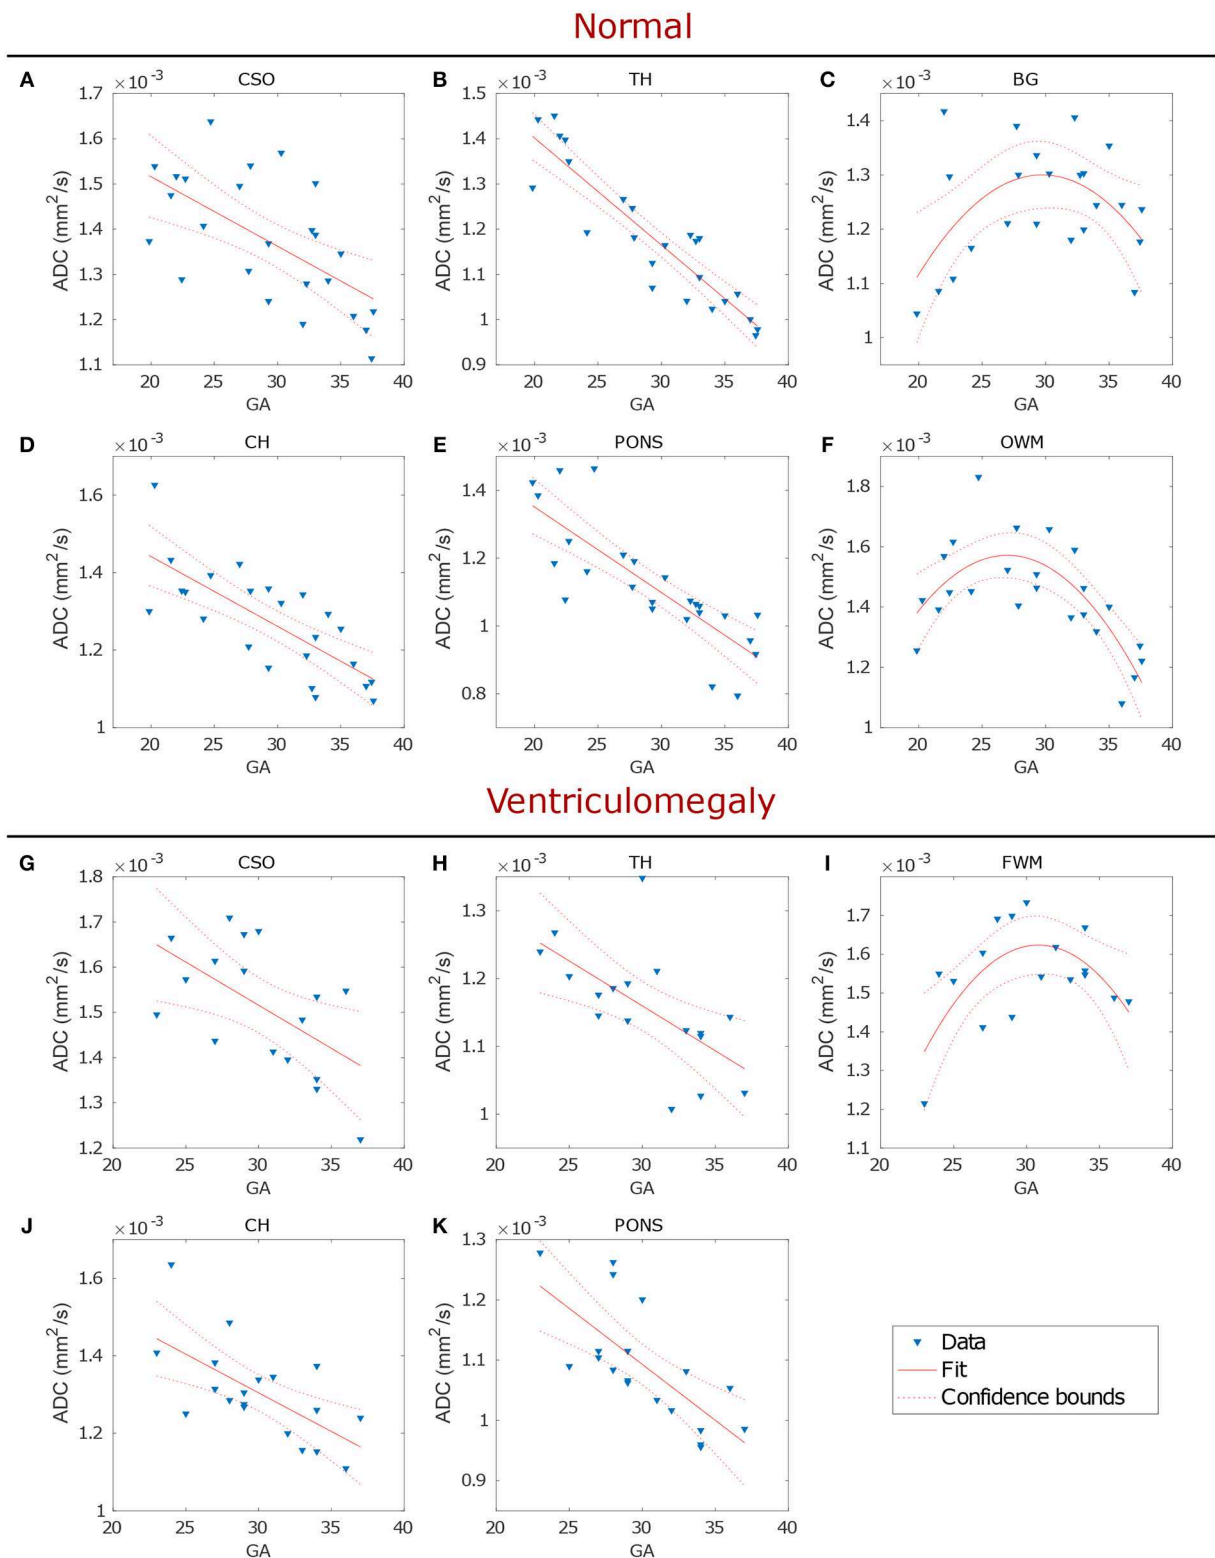 Normal
A CSO B TH C BG
×10⁻³ ×10⁻³ ×10⁻³
ADC (mm²/s)
1.7
1.6
1.5
1.4
1.3
1.2
1.1
20 25 30 35 40
GA
ADC (mm²/s)
1.5
1.4
1.3
1.2
1.1
1
0.9
20 25 30 35 40
GA
ADC (mm²/s)
1.4
1.3
1.2
1.1
1
20 25 30 35 40
GA
D CH E PONS F OWM
×10⁻³ ×10⁻³ ×10⁻³
ADC (mm²/s)
1.6
1.4
1.2
1
20 25 30 35 40
GA
ADC (mm²/s)
1.4
1.2
1
0.8
20 25 30 35 40
GA
ADC (mm²/s)
1.8
1.6
1.4
1.2
1
20 25 30 35 40
GA
Ventriculomegaly
G CSO H TH I FWM
×10⁻³ ×10⁻³ ×10⁻³
ADC (mm²/s)
1.8
1.7
1.6
1.5
1.4
1.3
1.2
20 25 30 35 40
GA
ADC (mm²/s)
1.3
1.2
1.1
1
20 25 30 35 40
GA
ADC (mm²/s)
1.7
1.6
1.5
1.4
1.3
1.2
1.1
20 25 30 35 40
GA
J CH K PONS
×10⁻³ ×10⁻³
ADC (mm²/s)
1.6
1.4
1.2
1
20 25 30 35 40
GA
ADC (mm²/s)
1.3
1.2
1.1
1
0.9
20 25 30 35 40
GA
Data
Fit
Confidence bounds